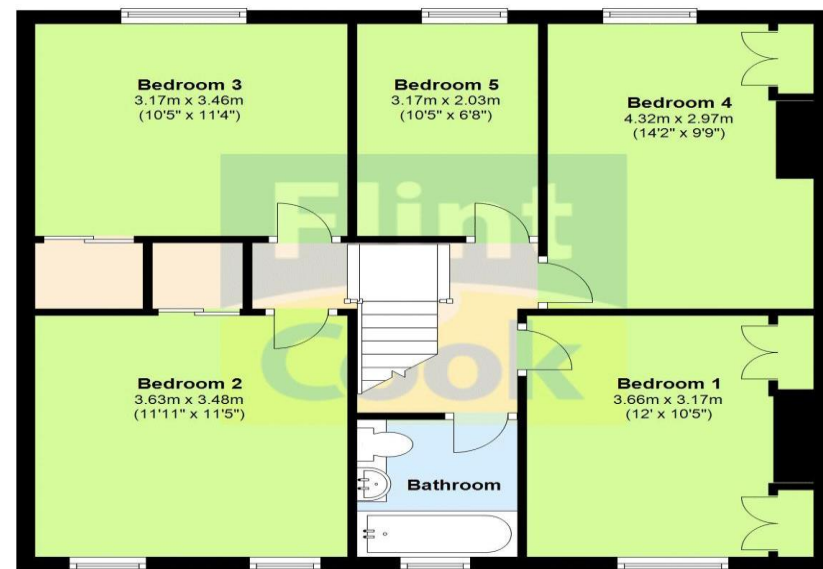 Bedroom 3
3.17m x 3.46m
(10'5" x 11'4")
Bedroom 5
3.17m x 2.03m
(10'5" x 6'8")
Bedroom 4
4.32m x 2.97m
(14'2" x 9'9")
Flint
Cook
Bedroom 2
3.63m x 3.48m
(11'11" x 11'5")
Bedroom 1
3.66m x 3.17m
(12' x 10'5")
Bathroom